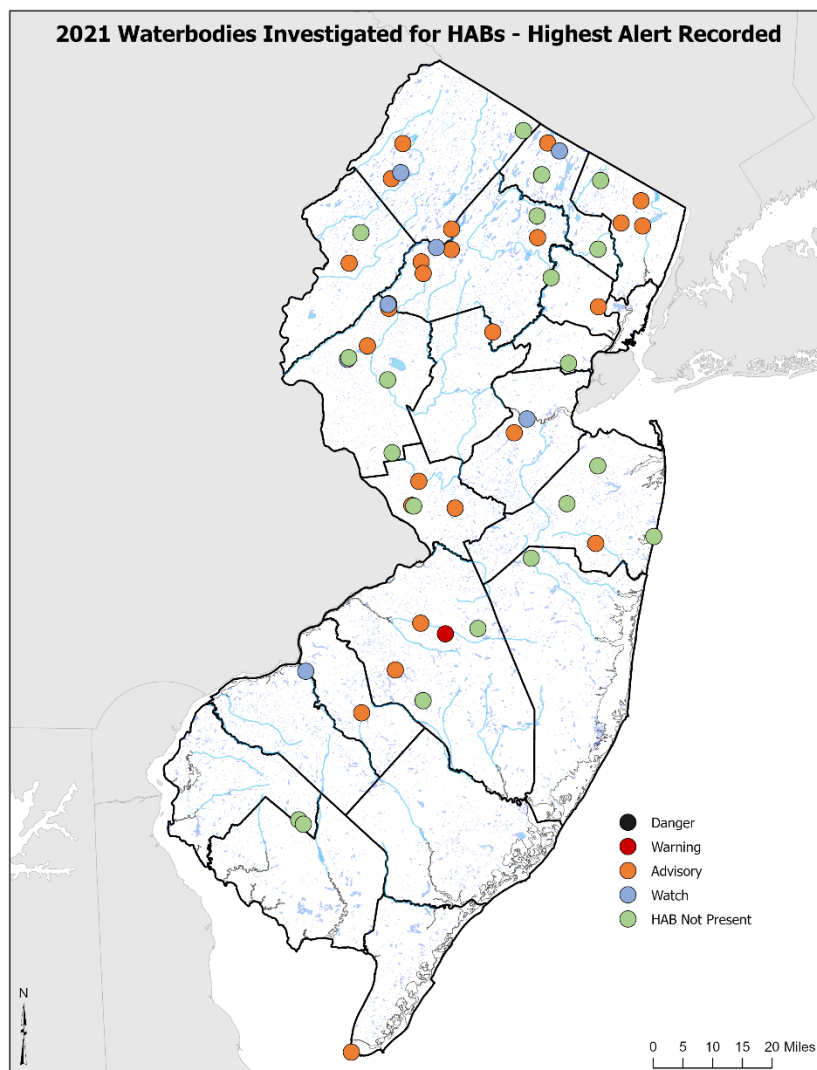 2021 Waterbodies Investigated for HABs - Highest Alert Recorded
Danger
Warning
Advisory
Watch
HAB Not Present
N
0 5 10 15 20 Miles